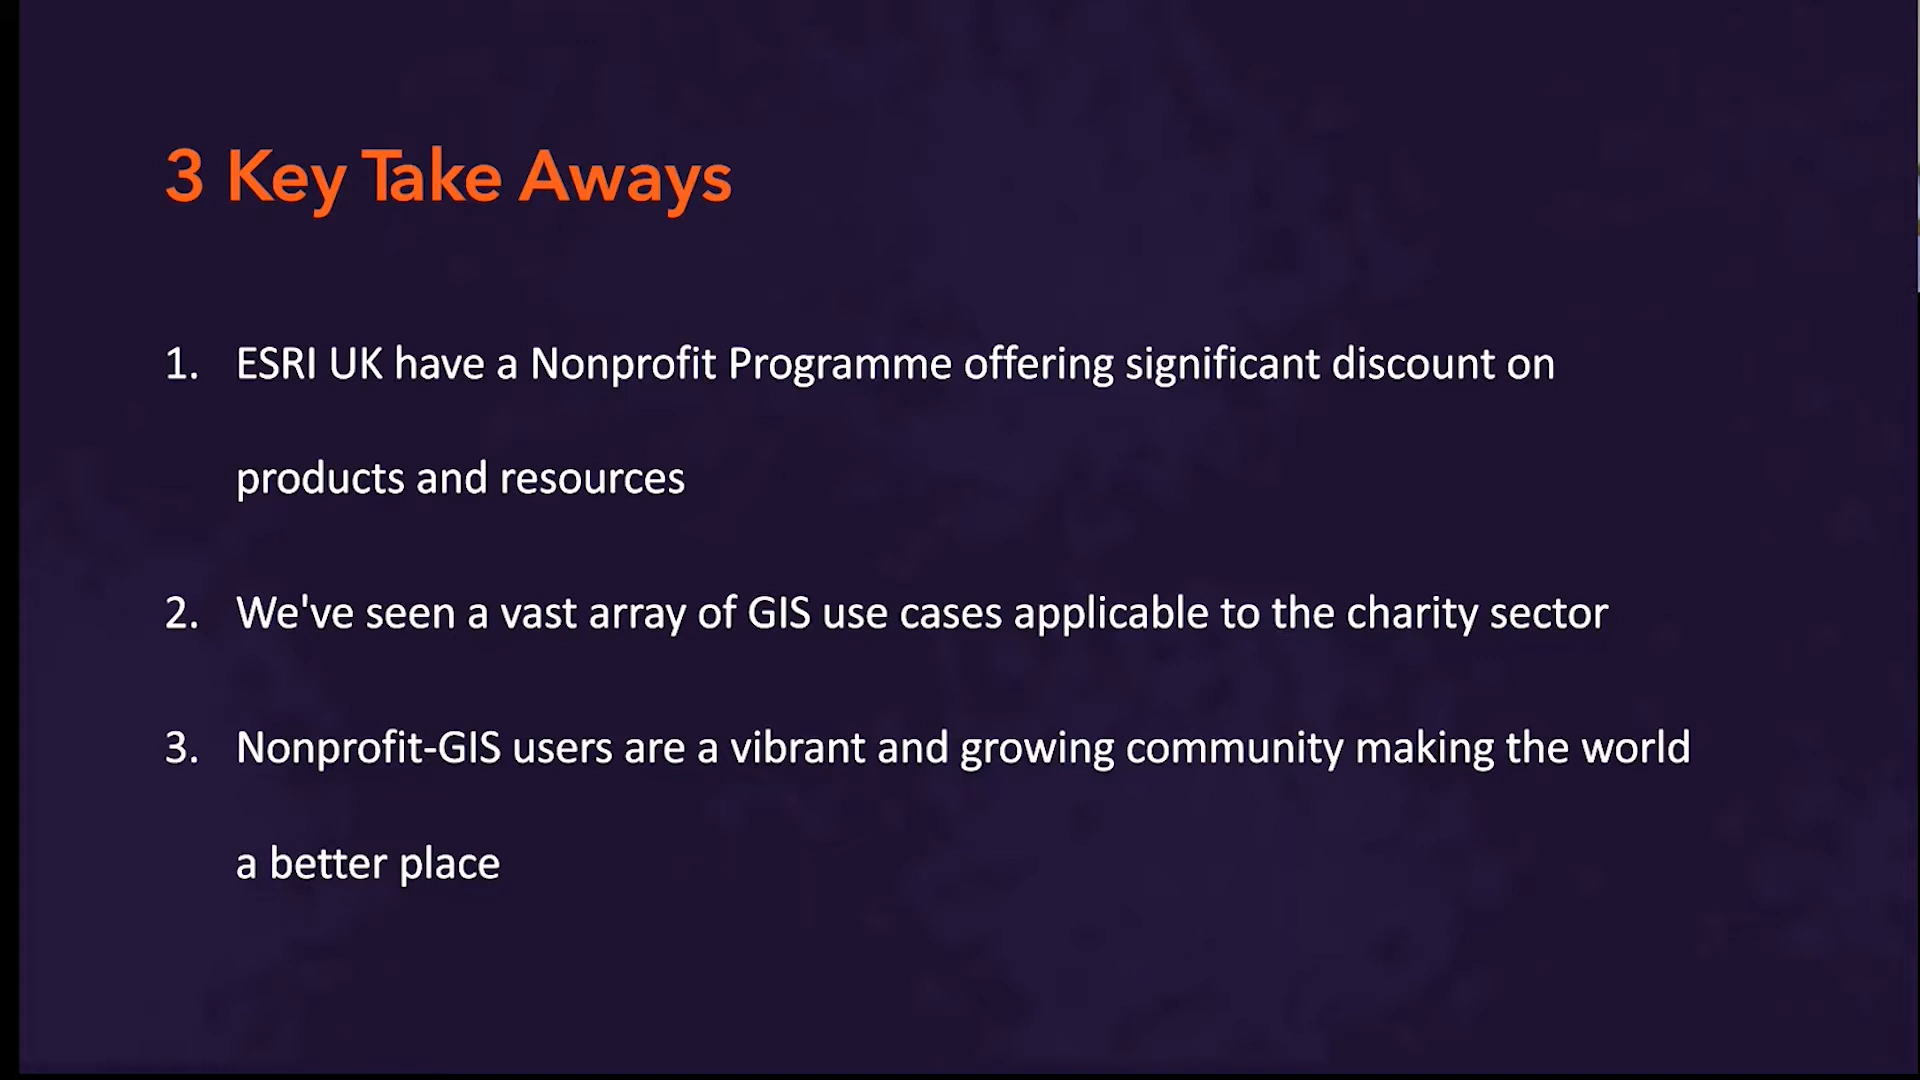 3 Key Take Aways
1. ESRI UK have a Nonprofit Programme offering significant discount on
products and resources
2. We've seen a vast array of GIS use cases applicable to the charity sector
3. Nonprofit-GIS users are a vibrant and growing community making the world
a better place